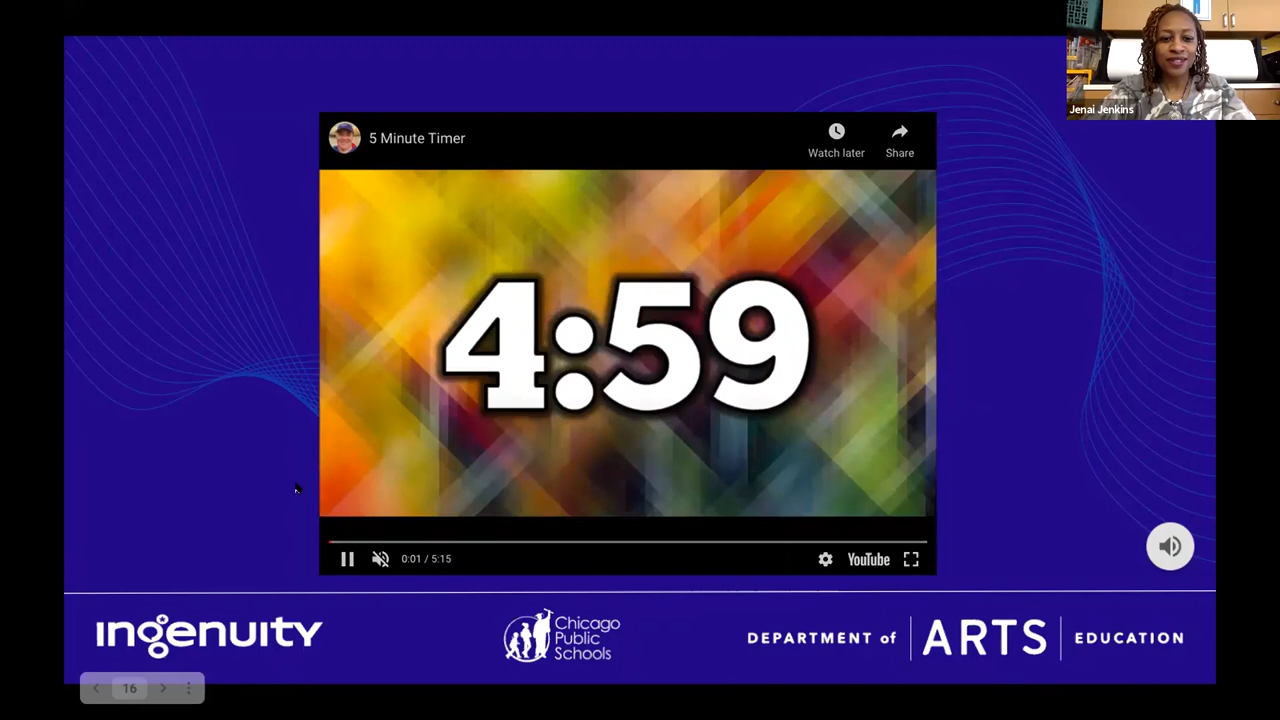 Jenai Jenkins
5 Minute Timer
Watch later
Share
4:59
0:01 / 5:15
YouTube
Ingenuity
Chicago
Public
Schools
DEPARTMENT of ARTS EDUCATION
16